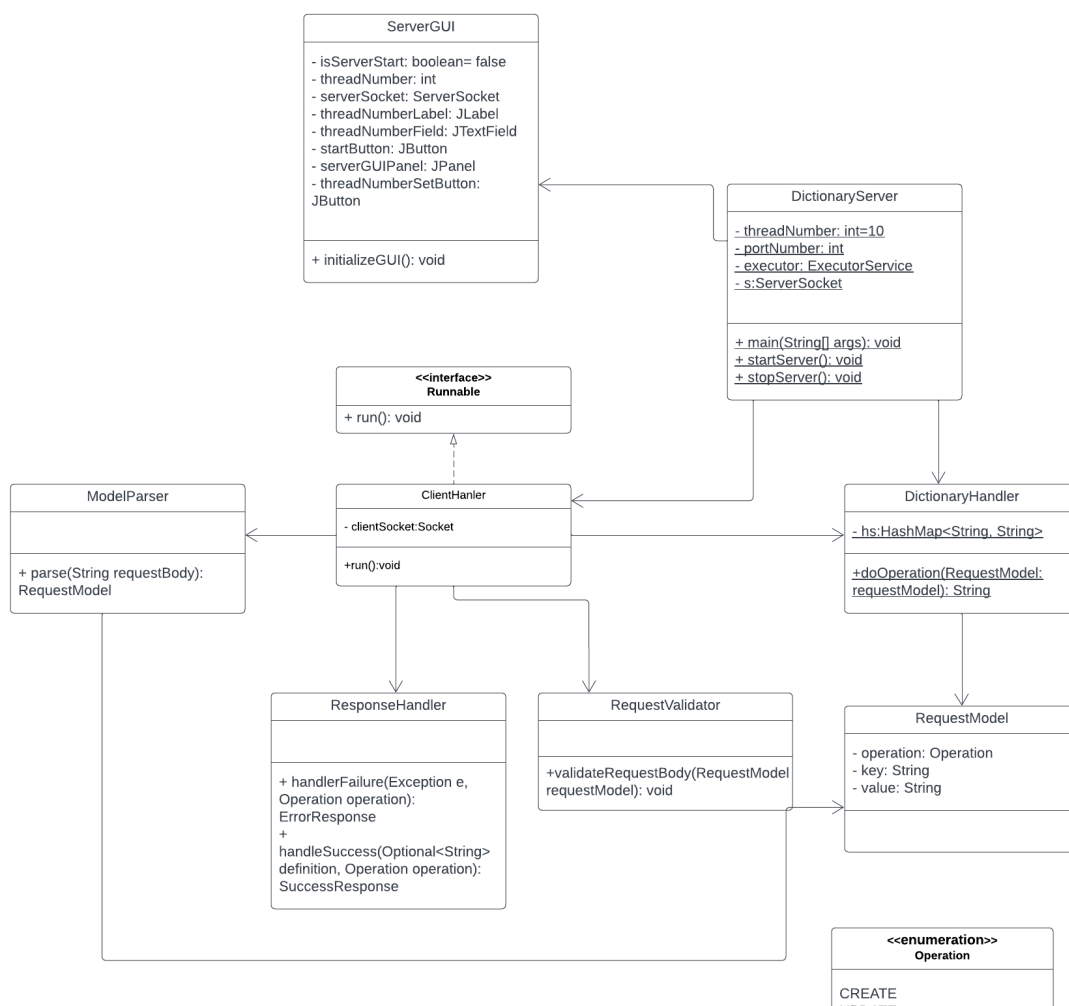 ServerGUI
- isServerStart: boolean= false
- threadNumber: int
- serverSocket: ServerSocket
- threadNumberLabel: JLabel
- threadNumberField: JTextField
- startButton: JButton
- serverGUIPanel: JPanel
- threadNumberSetButton:
JButton
+ initializeGUI(): void
DictionaryServer
- threadNumber: int=10
- portNumber: int
- executor: ExecutorService
- s:ServerSocket
+ main(String[] args): void
+ startServer(): void
+ stopServer(): void
<<interface>>
Runnable
+ run(): void
ModelParser
+ parse(String requestBody):
RequestModel
ClientHanler
- clientSocket:Socket
+run():void
DictionaryHandler
- hs:HashMap<String, String>
+doOperation(RequestModel:
requestModel): String
ResponseHandler
+ handlerFailure(Exception e,
Operation operation):
ErrorResponse
+
handleSuccess(Optional<String>
definition, Operation operation):
SuccessResponse
RequestValidator
+validateRequestBody(RequestModel
requestModel): void
RequestModel
- operation: Operation
- key: String
- value: String
<<enumeration>>
Operation
CREATE